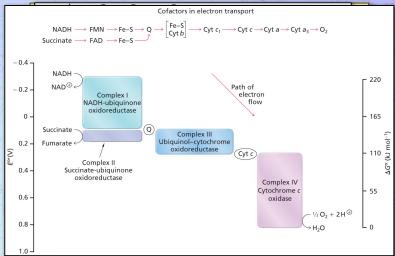 Cofactors in electron transport
NADH → FMN → Fe–S → Q → [Fe–S Cyt b] → Cyt c₁ → Cyt c → Cyt a → Cyt a₃ → O₂
Succinate → FAD → Fe–S
– 0.4
– 0.2
0
0.2
0.4
0.6
0.8
1.0
E°′ (V)
NADH
NAD⊕
Complex I
NADH-ubiquinone
oxidoreductase
Succinate
Fumarate
Complex II
Succinate-ubiquinone
oxidoreductase
Q
Complex III
Ubiquinol–cytochrome
oxidoreductase
Cyt c
Path of
electron
flow
Complex IV
Cytochrome c
oxidase
½ O₂ + 2H⊕
H₂O
220
165
110
55
0
ΔG°′ (kJ mol⁻¹)